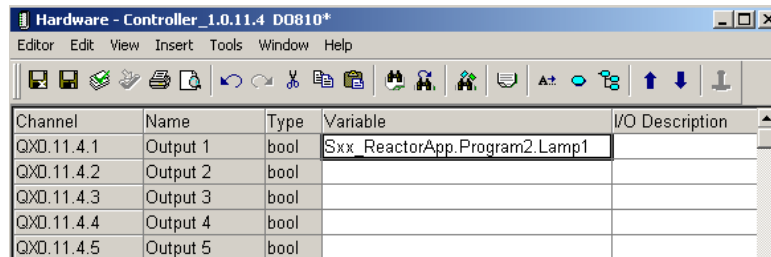 Hardware - Controller_1.0.11.4 DO810*
Editor Edit View Insert Tools Window Help
Channel Name Type Variable I/O Description
QX0.11.4.1 Output 1 bool Sxx_ReactorApp.Program2.Lamp1
QX0.11.4.2 Output 2 bool
QX0.11.4.3 Output 3 bool
QX0.11.4.4 Output 4 bool
QX0.11.4.5 Output 5 bool